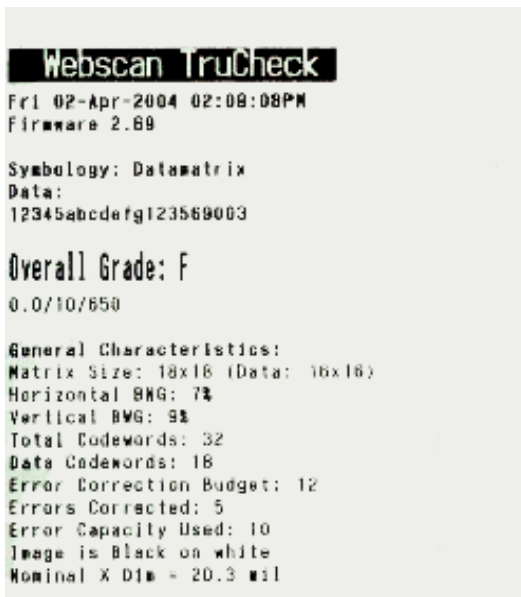 Webscan TruCheck
Fri 02-Apr-2004 02:08:08PM
Firmware 2.69
Symbology: Datamatrix
Data:
12345abcdefg123569003
Overall Grade: F
0.0/10/650
General Characteristics:
Matrix Size: 18x18 (Data: 16x16)
Horizontal BWG: 7%
Vertical BWG: 9%
Total Codewords: 32
Data Codewords: 18
Error Correction Budget: 12
Errors Corrected: 5
Error Capacity Used: 10
Image is Black on white
Nominal X Dim = 20.3 mil